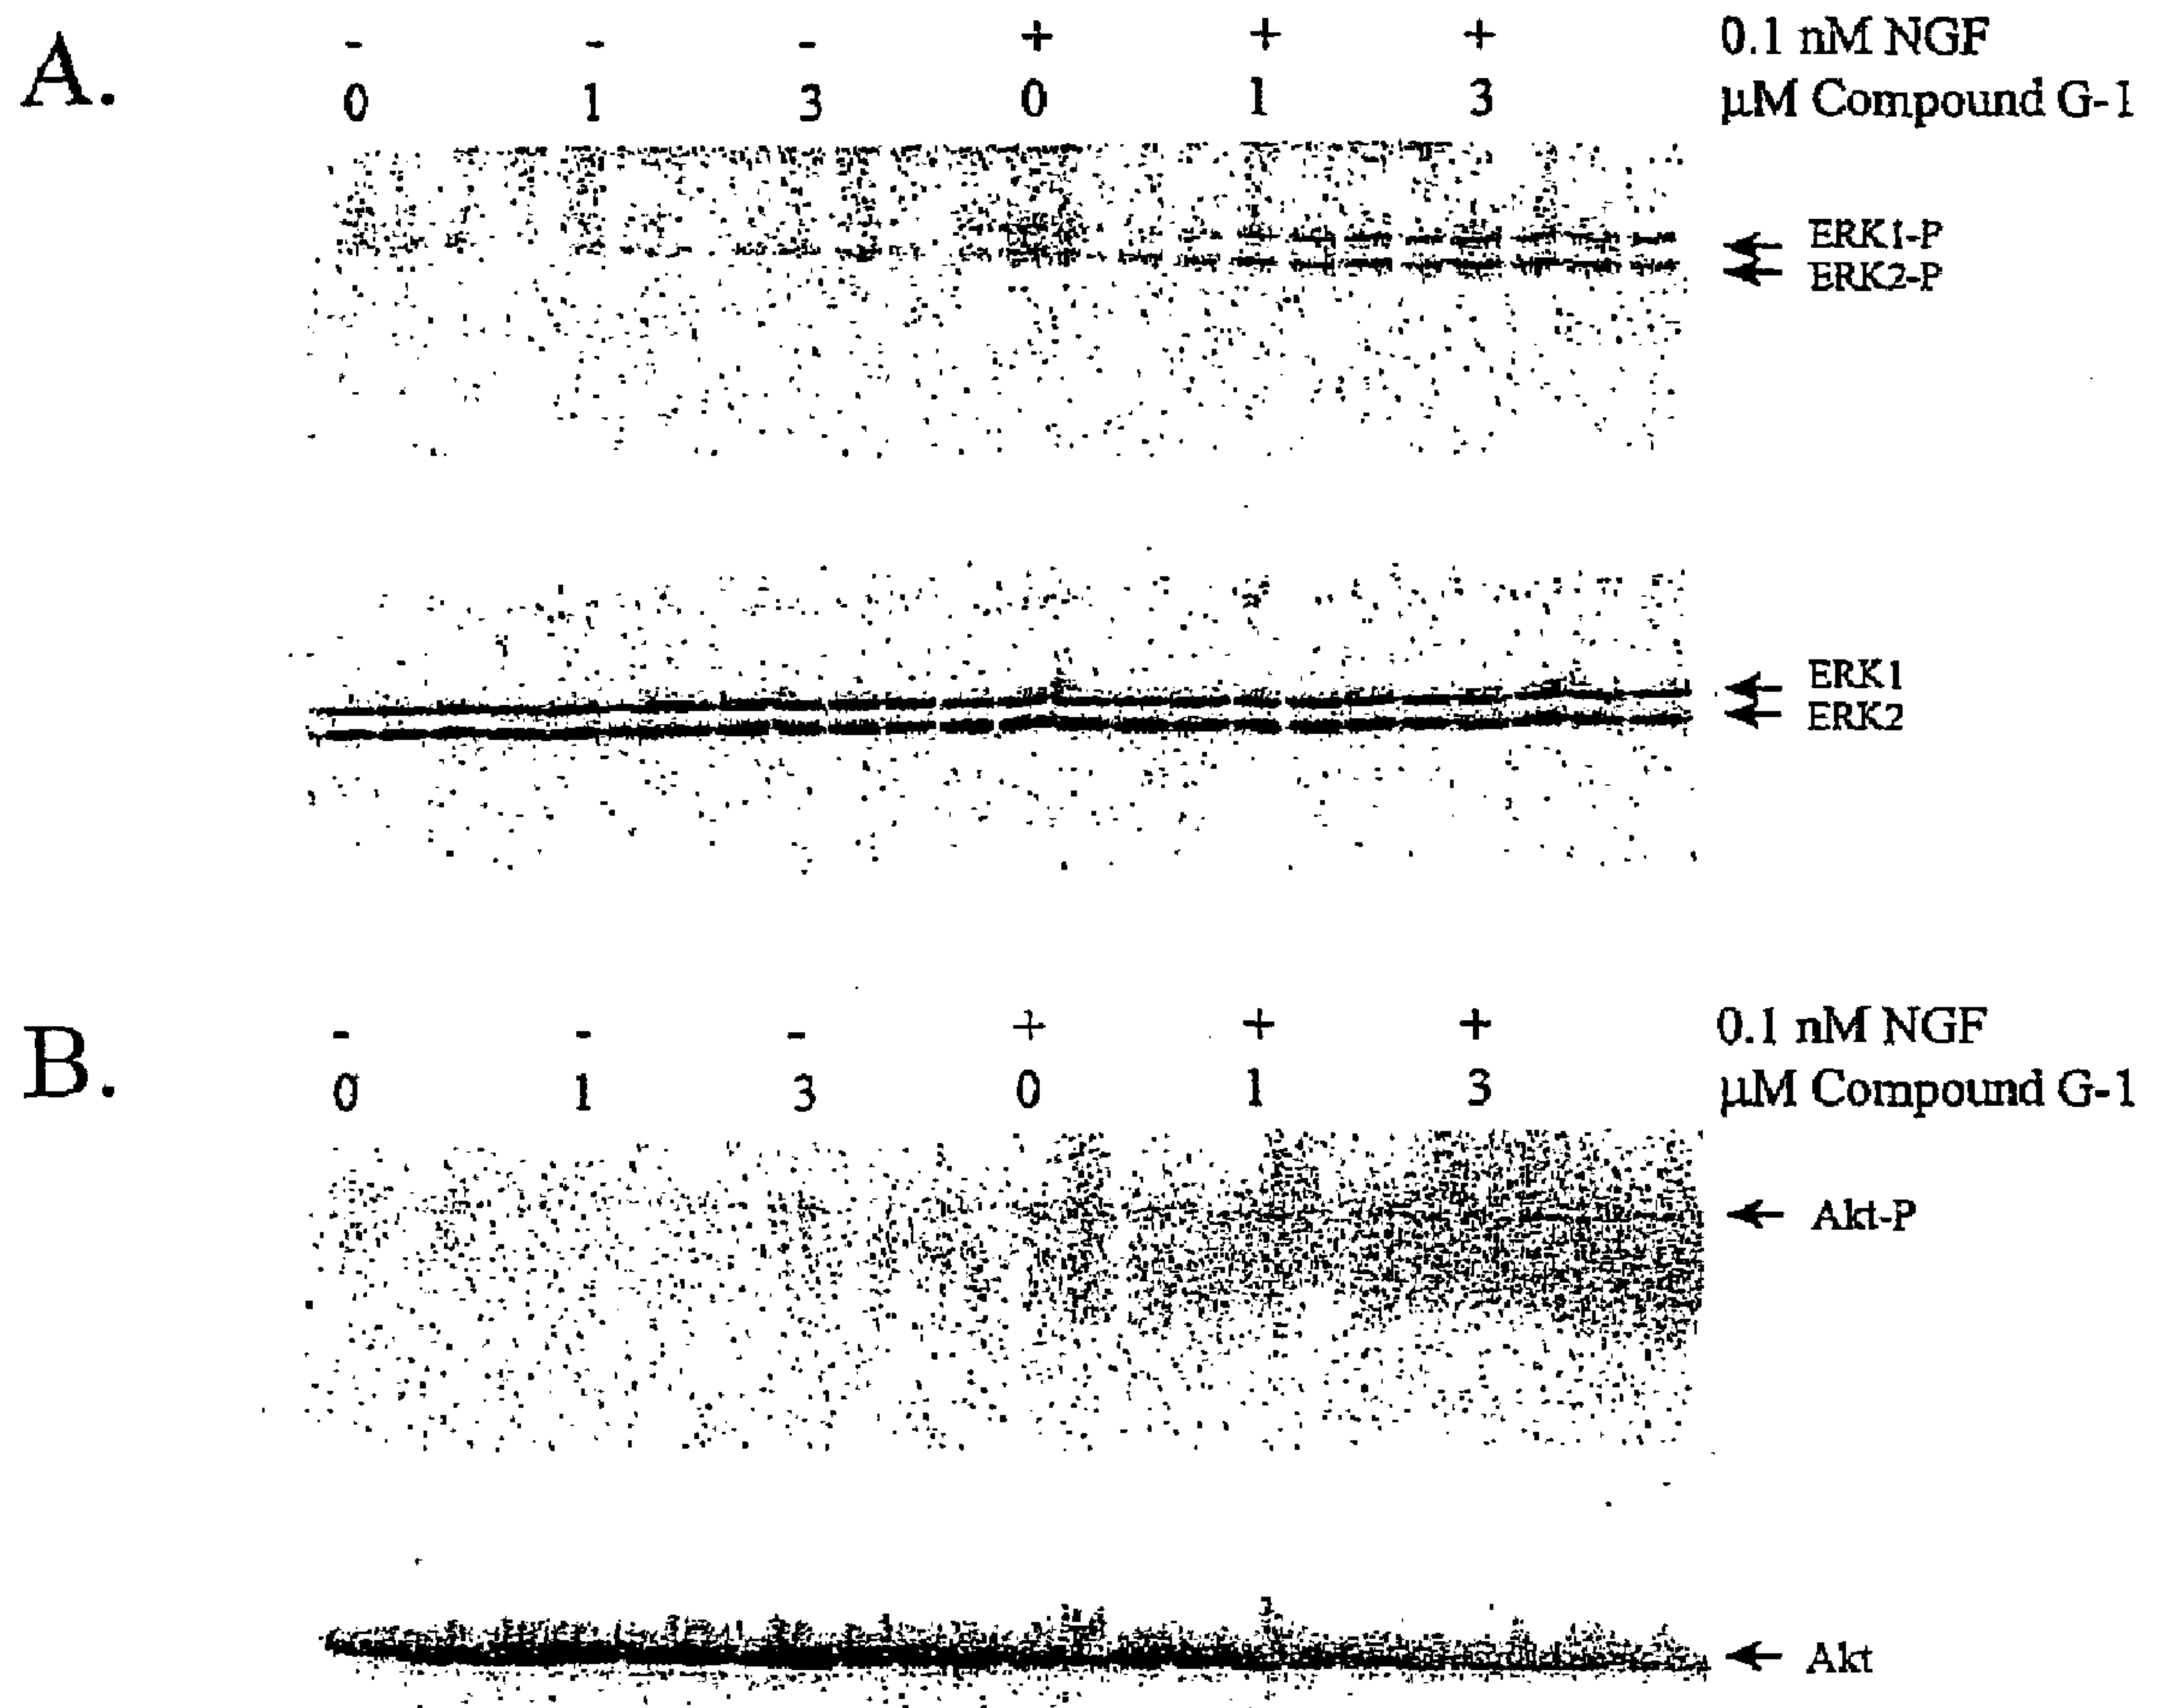 A.
- - - + + + 0.1 nM NGF
0 1 3 0 1 3 µM Compound G-1
ERK1-P
ERK2-P
ERK1
ERK2
B.
- - - + + + 0.1 nM NGF
0 1 3 0 1 3 µM Compound G-1
Akt-P
Akt